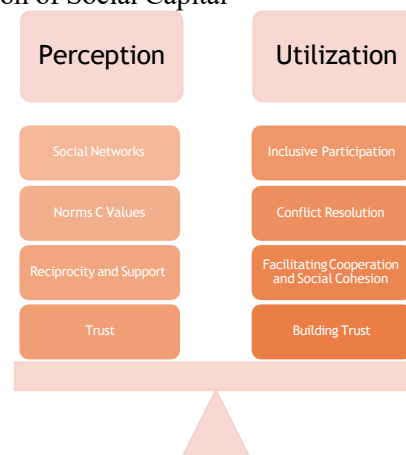 on of Social Capital
Perception
Utilization
Social Networks
Inclusive Participation
Norms C Values
Conflict Resolution
Reciprocity and Support
Facilitating Cooperation
and Social Cohesion
Trust
Building Trust